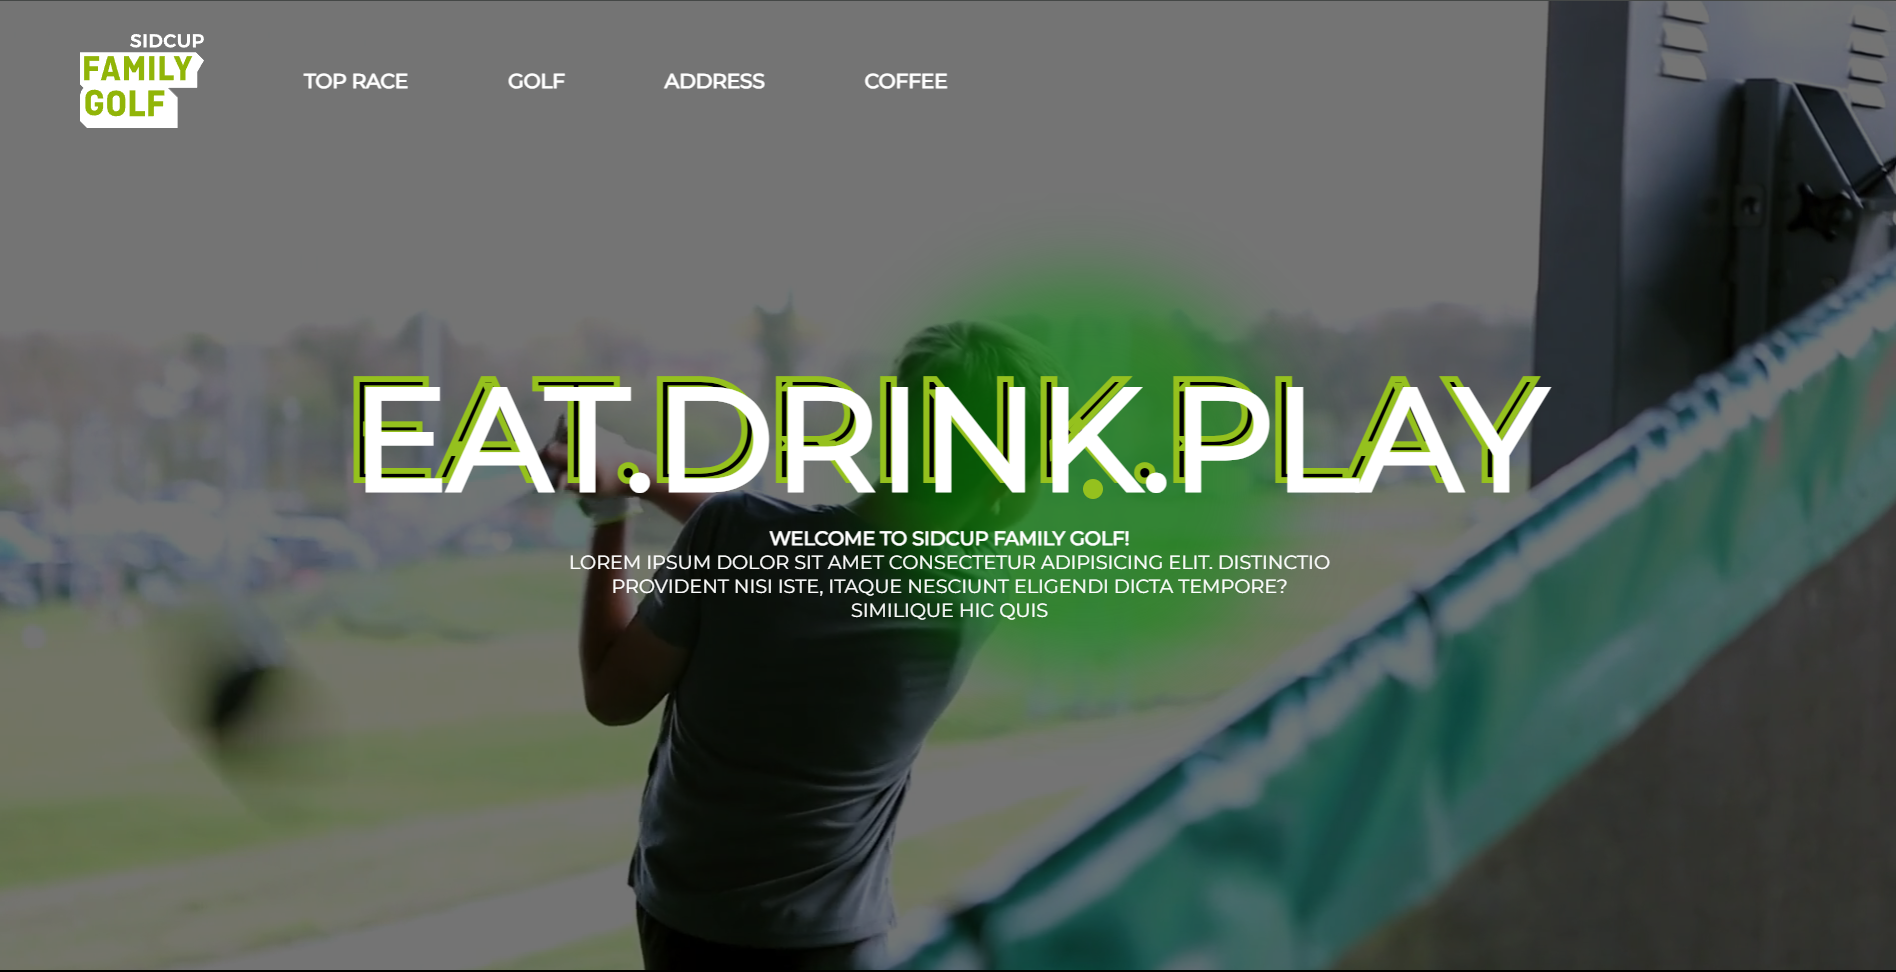 SIDCUP
FAMILY
GOLF
TOP RACE GOLF ADDRESS COFFEE
EAT.DRINK.PLAY
WELCOME TO SIDCUP FAMILY GOLF!
LOREM IPSUM DOLOR SIT AMET CONSECTETUR ADIPISICING ELIT. DISTINCTIO
PROVIDENT NISI ISTE, ITAQUE NESCIUNT ELIGENDI DICTA TEMPORE?
SIMILIQUE HIC QUIS